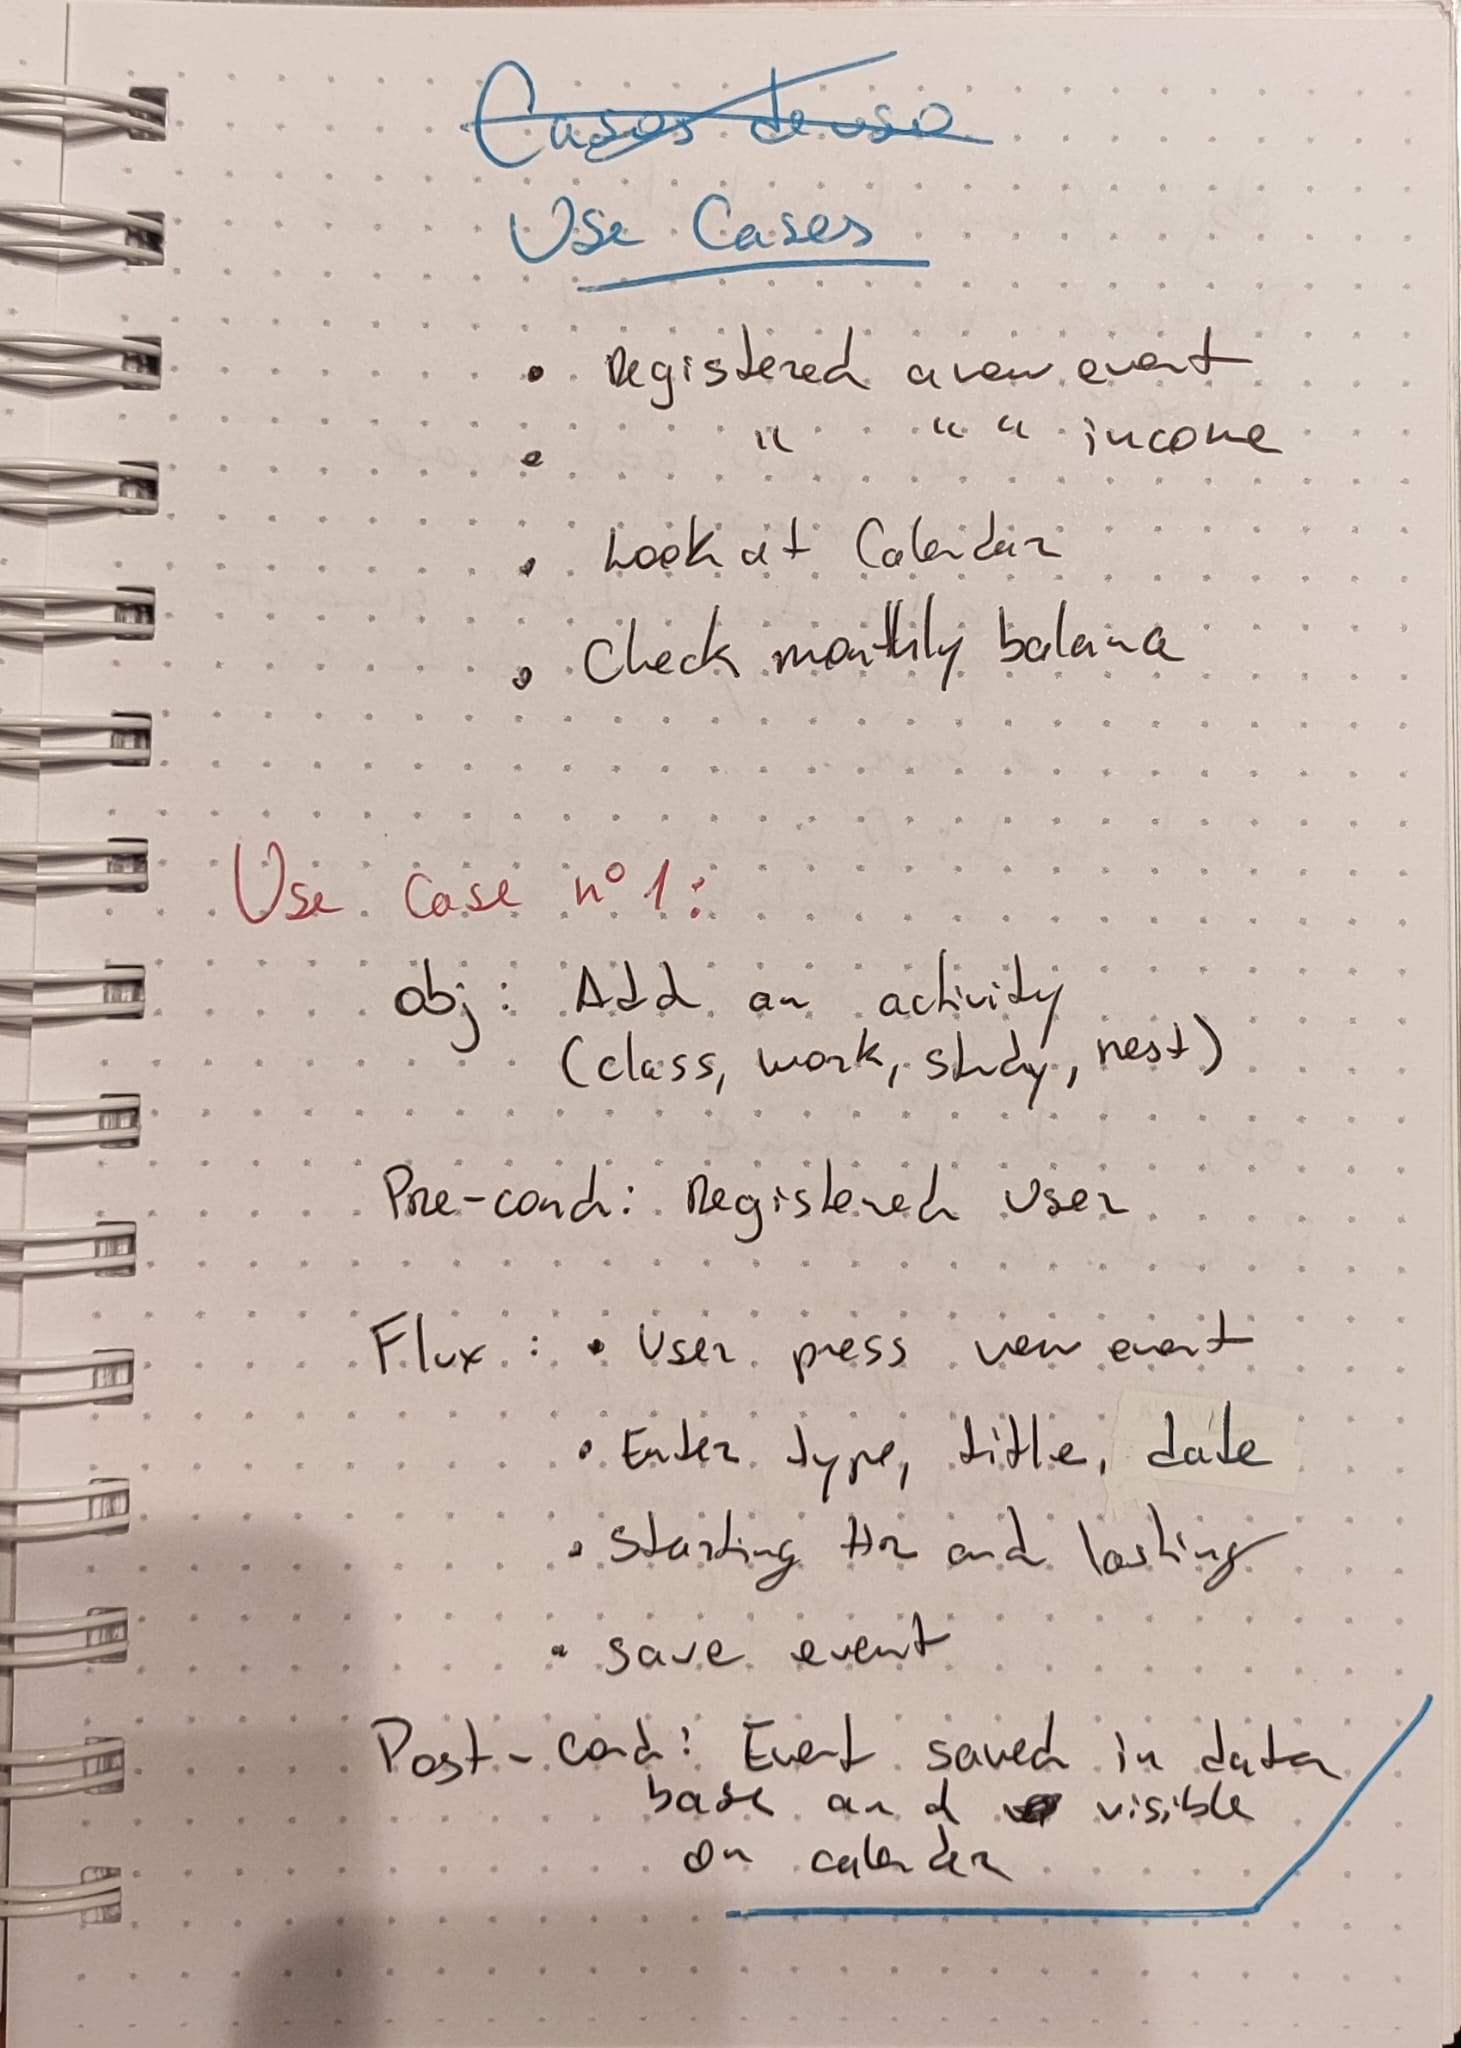 Casos de uso
Use Cases
• Registered a new event
• " " " income
• Look at Calendar
• Check monthly balance
Use Case nº 1:
obj: Add an activity
(class, work, study, rest)
Pre-cond: Registered user
Flux: • User press new event
• Enter type, title, date
• Starting Hr and lasting
• save event
Post-cond: Event saved in data
base and visible
on calendar